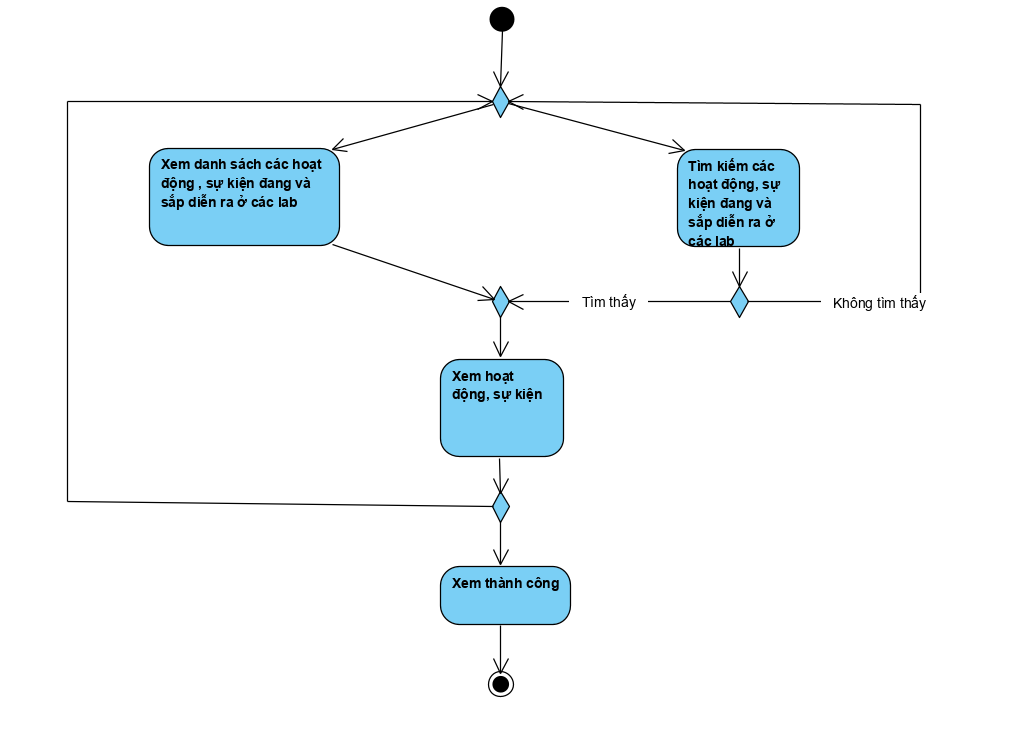 Xem danh sách các hoạt
động , sự kiện đang và
sắp diễn ra ở các lab
Tìm kiếm các
hoạt động, sự
kiện đang và
sắp diễn ra ở
các lab
Tìm thấy
Không tìm thấy
Xem hoạt
động, sự kiện
Xem thành công